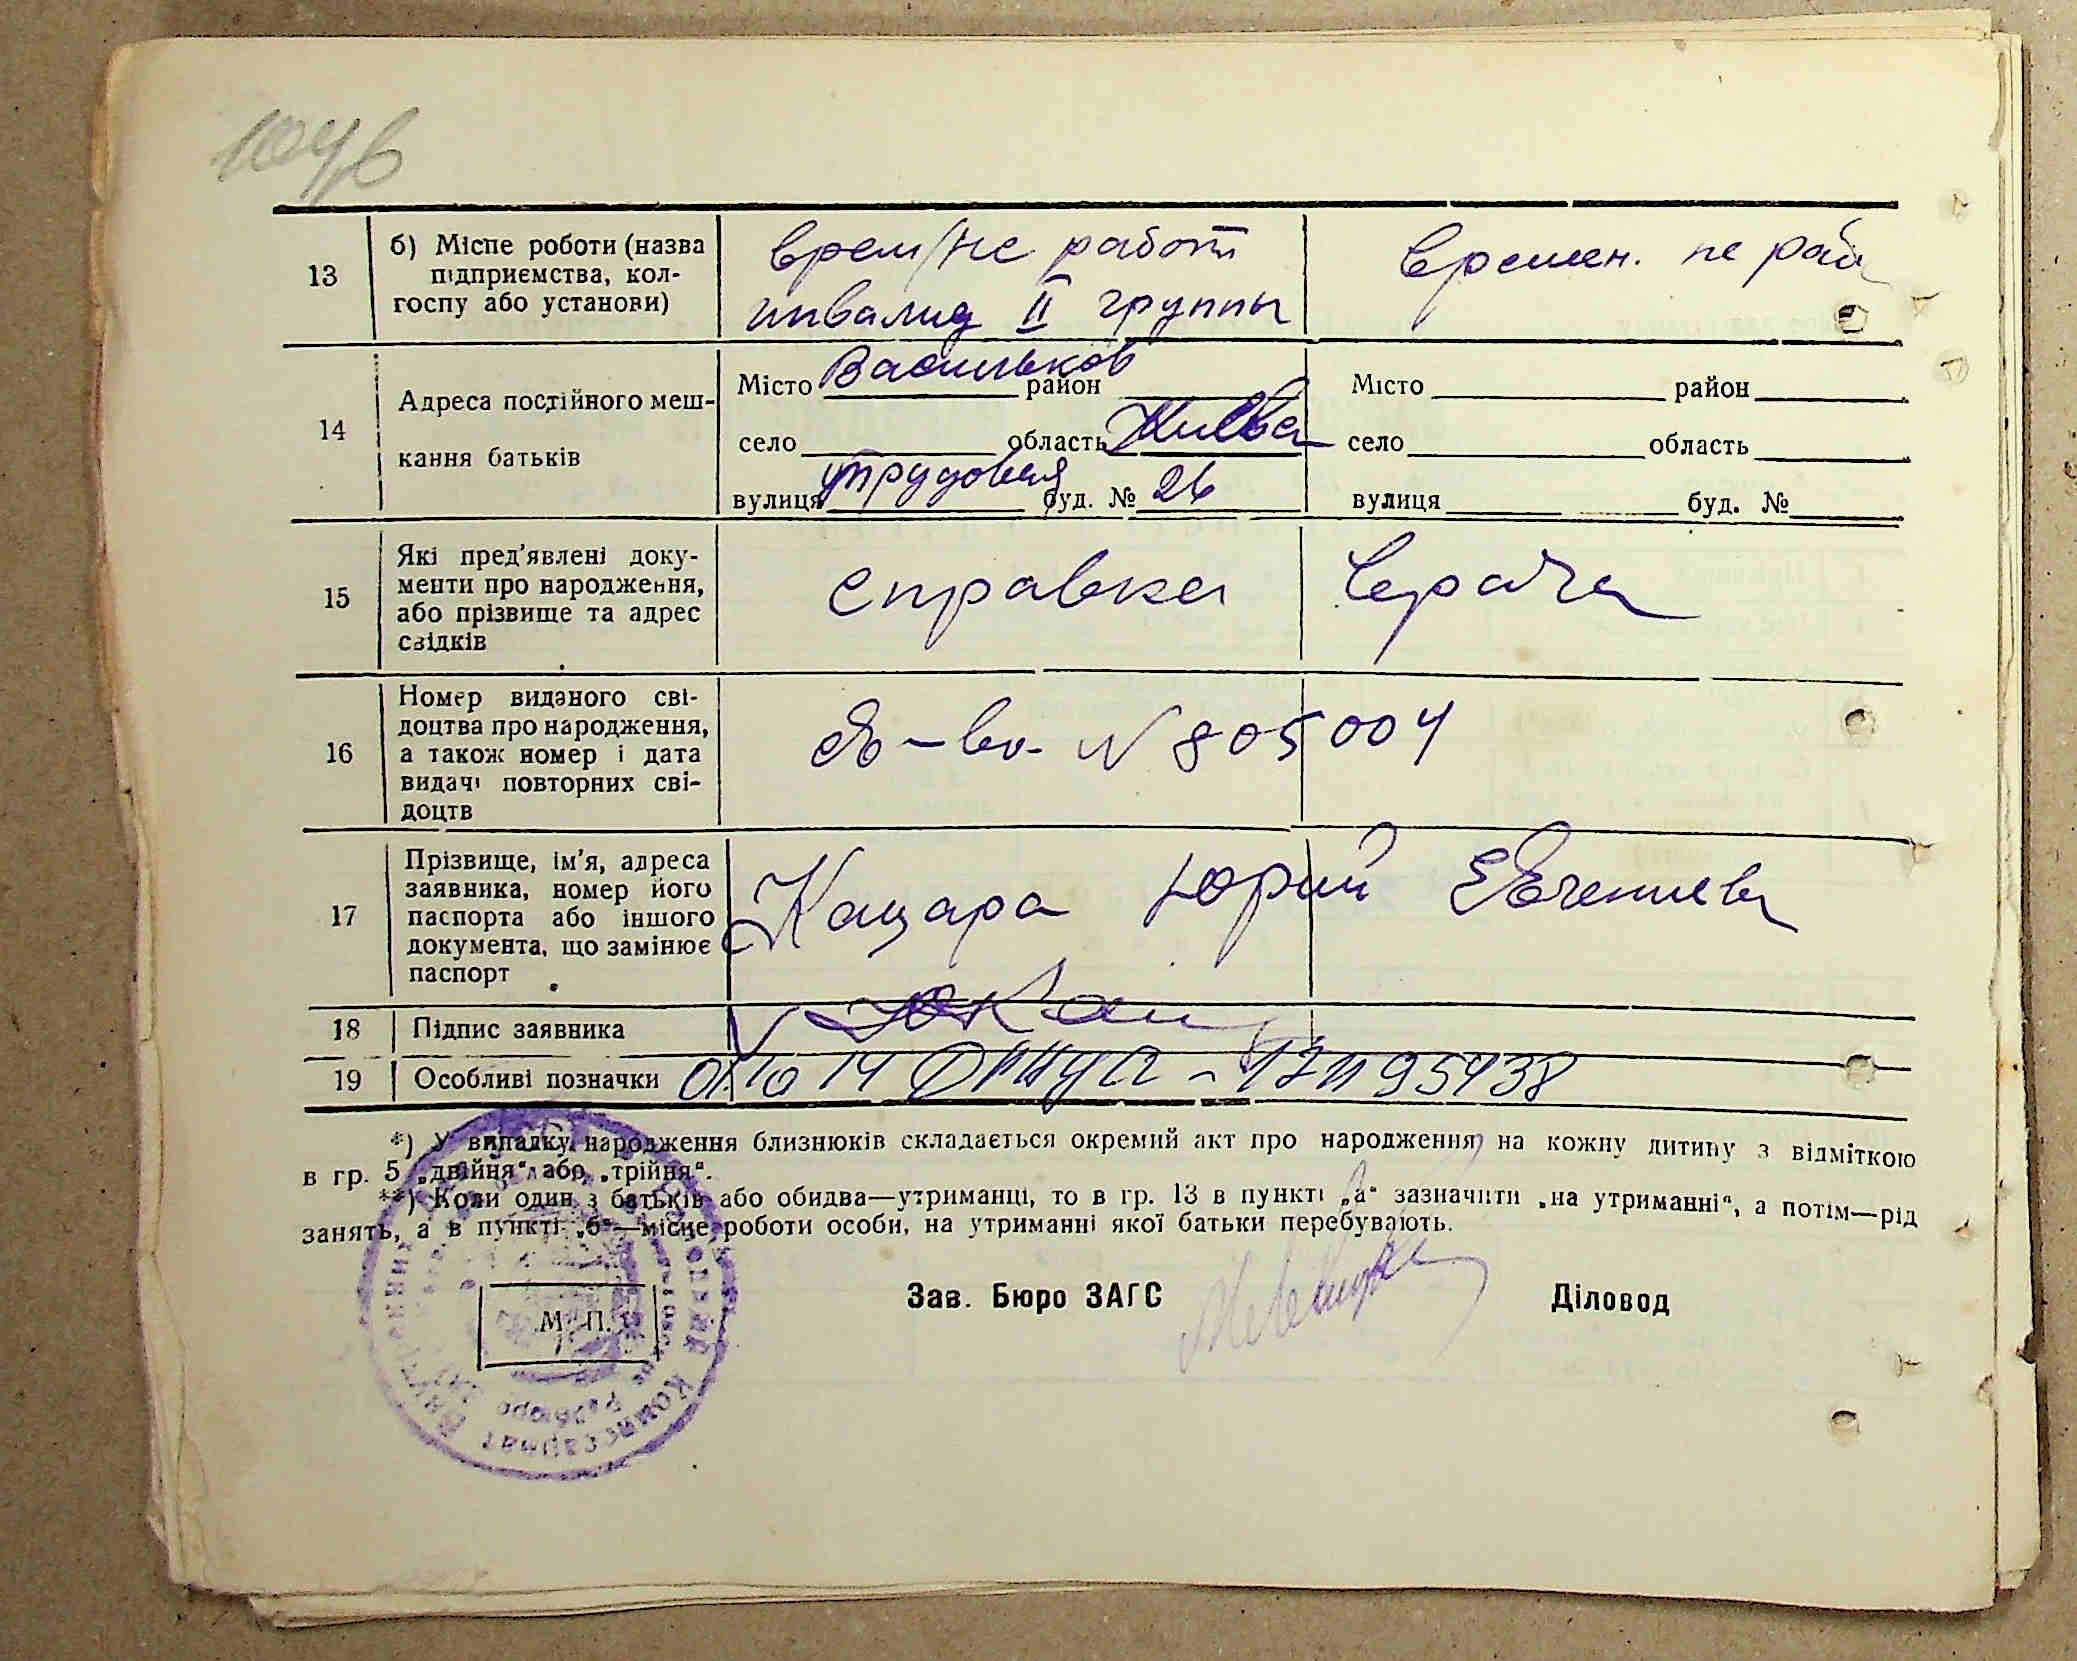 104 в
13
б) Місце роботи (назва
підприємства, кол-
госпу або установи)
врем/не работ
инвалид II группы
времен. не раб
14
Адреса постійного меш-
кання батьків
Місто Васильков район
село область Киевск
вулиця Трудовая буд. № 26
Місто район
село область
вулиця буд. №
15
Які пред'явлені доку-
менти про народження,
або прізвище та адрес
свідків
справка врача
16
Номер виданого сві-
доцтва про народження,
а також номер і дата
видачі повторних сві-
доцтв
N 805004
17
Прізвище, ім'я, адреса
заявника, номер його
паспорта або іншого
документа, що замінює
паспорт
Кацара Юрий Евгениев
18
Підпис заявника
19
Особливі позначки
*) У випадку народження близнюків складається окремий акт про народження на кожну дитину з відміткою
в гр. 5 „двійня“ або „трійня“.
**) Коли один з батьків або обидва—утриманці, то в гр. 13 в пункті „а“ зазначити „на утриманні“, а потім—рід
занять, а в пункті „б“—місце роботи особи, на утриманні якої батьки перебувають.
М. П.
Зав. Бюро ЗАГС
Діловод